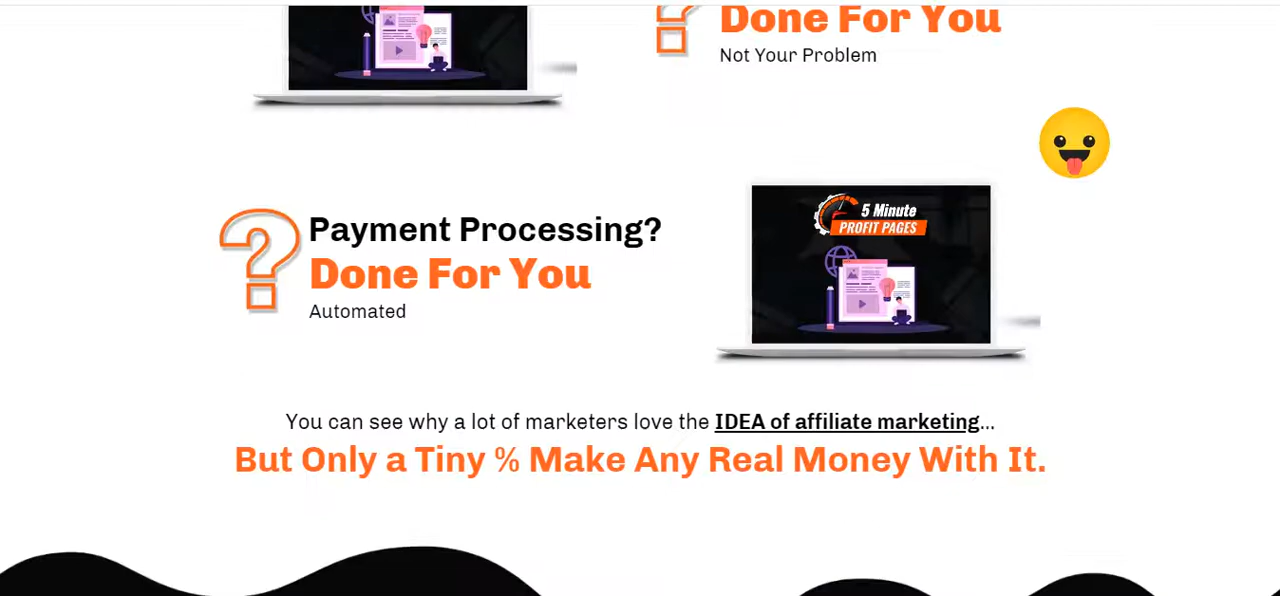 Done For You
Not Your Problem
5 Minute
PROFIT PAGES
Payment Processing?
Done For You
Automated
You can see why a lot of marketers love the IDEA of affiliate marketing...
But Only a Tiny % Make Any Real Money With It.